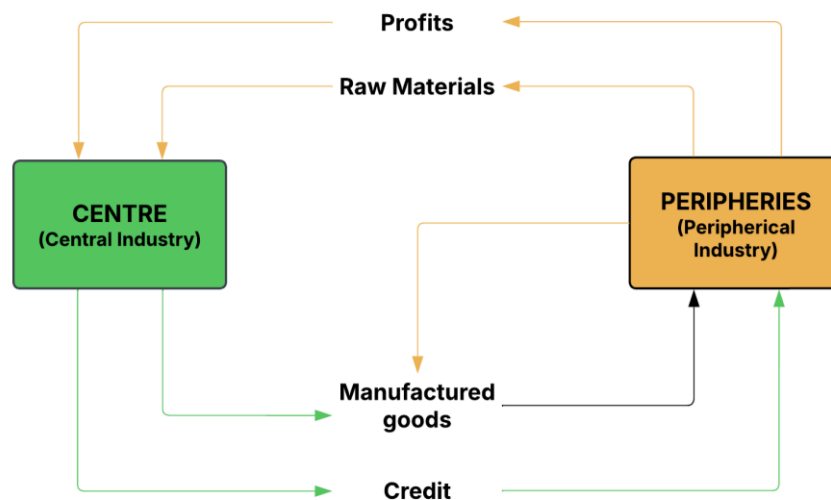 Profits
Raw Materials
CENTRE
(Central Industry)
PERIPHERIES
(Peripherical
Industry)
Manufactured
goods
Credit